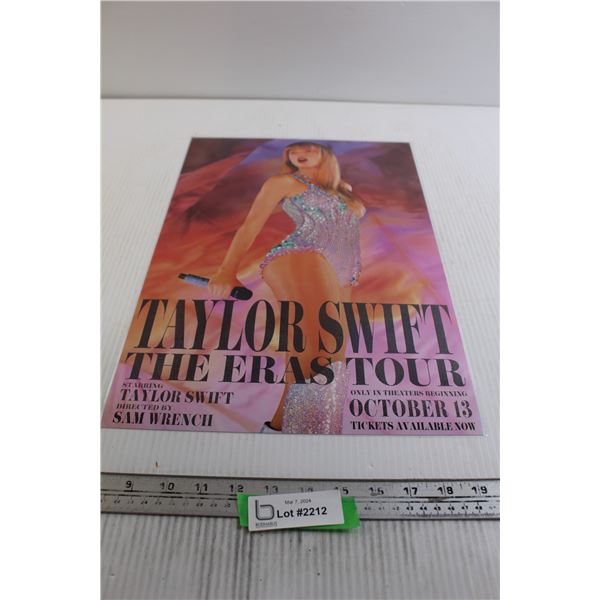 TAYLOR SWIFT
THE ERAS TOUR
STARRING
TAYLOR SWIFT
DIRECTED BY
SAM WRENCH
ONLY IN THEATERS BEGINNING
OCTOBER 13
TICKETS AVAILABLE NOW
9 10 11 12 13 14 15 16 17 18 19
Mar 7, 2024
Lot #2212